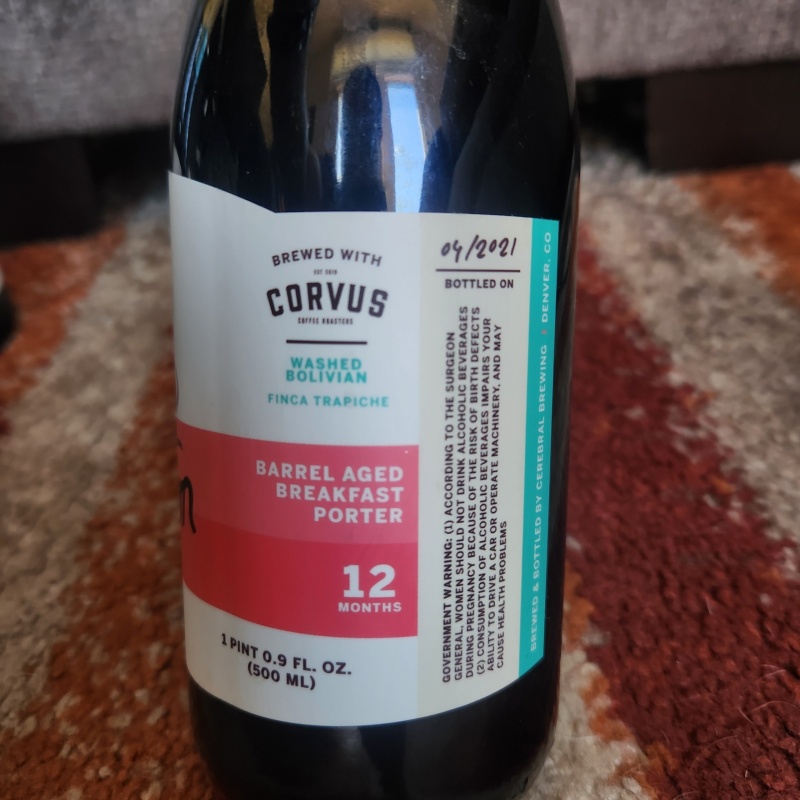 BREWED WITH
EST 2010
CORVUS
COFFEE ROASTERS
WASHED
BOLIVIAN
FINCA TRAPICHE
BARREL AGED
BREAKFAST
PORTER
12
MONTHS
1 PINT 0.9 FL. OZ.
(500 ML)
04/2021
BOTTLED ON
GOVERNMENT WARNING: (1) ACCORDING TO THE SURGEON
GENERAL, WOMEN SHOULD NOT DRINK ALCOHOLIC BEVERAGES
DURING PREGNANCY BECAUSE OF THE RISK OF BIRTH DEFECTS
(2) CONSUMPTION OF ALCOHOLIC BEVERAGES IMPAIRS YOUR
ABILITY TO DRIVE A CAR OR OPERATE MACHINERY, AND MAY
CAUSE HEALTH PROBLEMS
BREWED & BOTTLED BY CEREBRAL BREWING • DENVER, CO